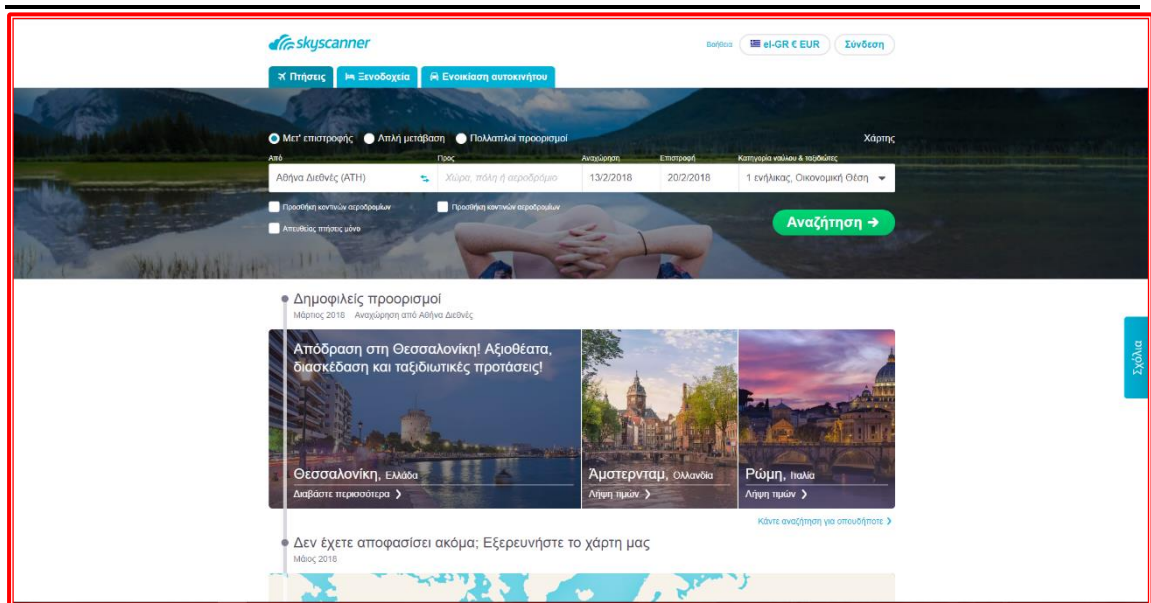 skyscanner
Βοήθεια el-GR € EUR Σύνδεση
Πτήσεις Ξενοδοχεία Ενοικίαση αυτοκινήτου
Μετ' επιστροφής Απλή μετάβαση Πολλαπλοί προορισμοί Χάρτης
Από Προς Αναχώρηση Επιστροφή Κατηγορία ναύλου & ταξιδιώτες
Αθήνα Διεθνής (ATH) Χώρα, πόλη ή αεροδρόμιο 13/2/2018 20/2/2018 1 ενήλικας, Οικονομική Θέση
Προσθήκη κοντινών αεροδρομίων Προσθήκη κοντινών αεροδρομίων
Απευθείας πτήσεις μόνο
Αναζήτηση →
Δημοφιλείς προορισμοί
Μάρτιος 2018 Αναχώρηση από Αθήνα Διεθνές
Απόδραση στη Θεσσαλονίκη! Αξιοθέατα,
διασκέδαση και ταξιδιωτικές προτάσεις!
Θεσσαλονίκη, Ελλάδα Άμστερνταμ, Ολλανδία Ρώμη, Ιταλία
Διαβάστε περισσότερα Λήψη τιμών Λήψη τιμών
Κάντε αναζήτηση για οπουδήποτε
Δεν έχετε αποφασίσει ακόμα; Εξερευνήστε το χάρτη μας
Μάιος 2018
Σχόλια